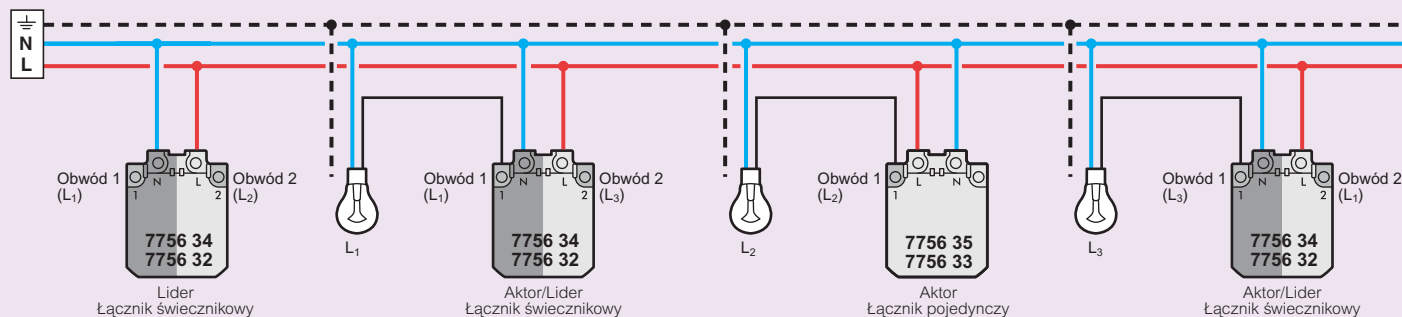 N
L
Obwód 1
(L₁)
N
L
1
2
Obwód 2
(L₂)
7756 34
7756 32
Lider
Łącznik świecznikowy
L₁
Obwód 1
(L₁)
N
L
1
2
Obwód 2
(L₃)
7756 34
7756 32
Aktor/Lider
Łącznik świecznikowy
L₂
Obwód 1
(L₂)
L
N
1
7756 35
7756 33
Aktor
Łącznik pojedynczy
L₃
Obwód 1
(L₃)
N
L
1
2
Obwód 2
(L₁)
7756 34
7756 32
Aktor/Lider
Łącznik świecznikowy